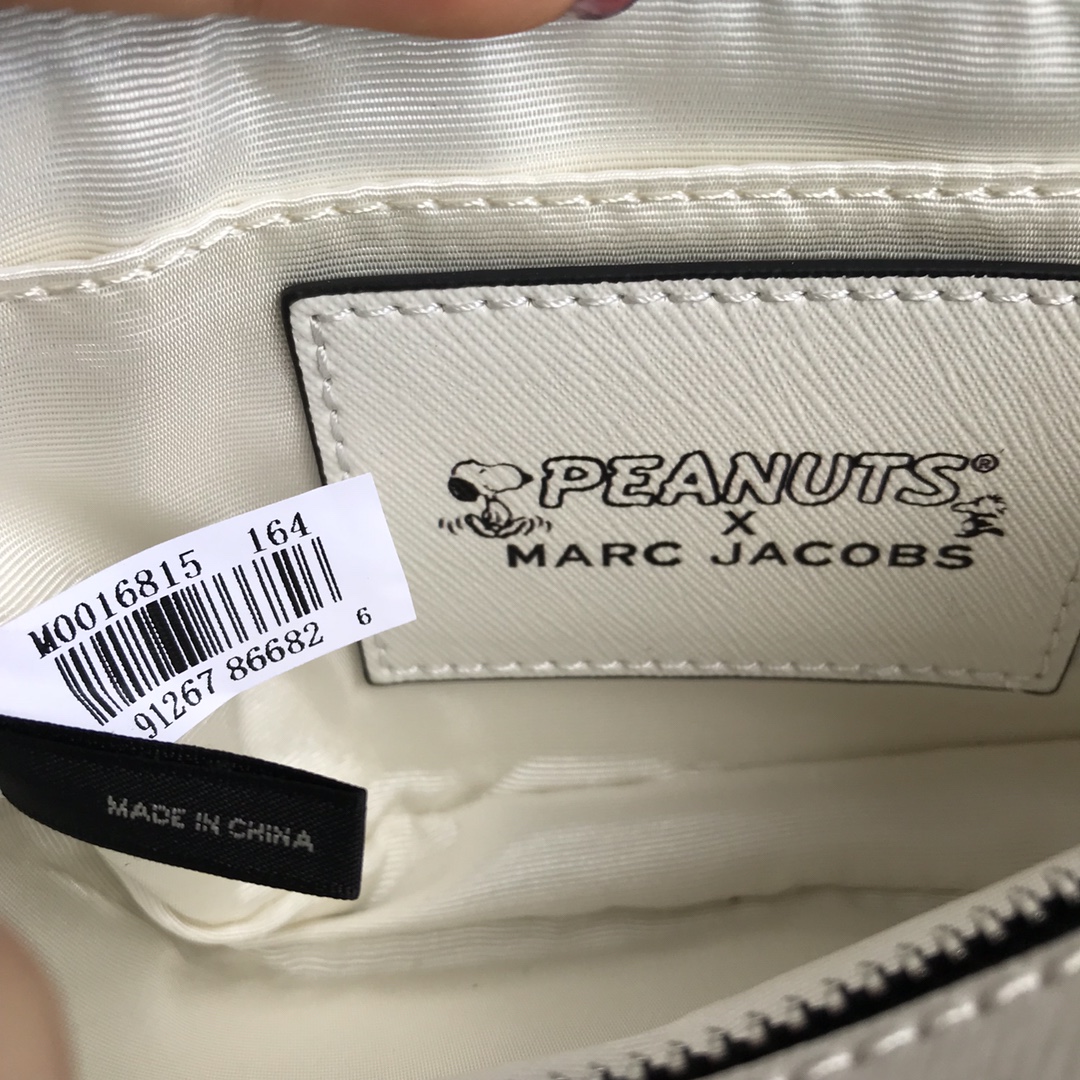 PEANUTS®
X
MARC JACOBS
M0016815 164
91267 86682 6
MADE IN CHINA